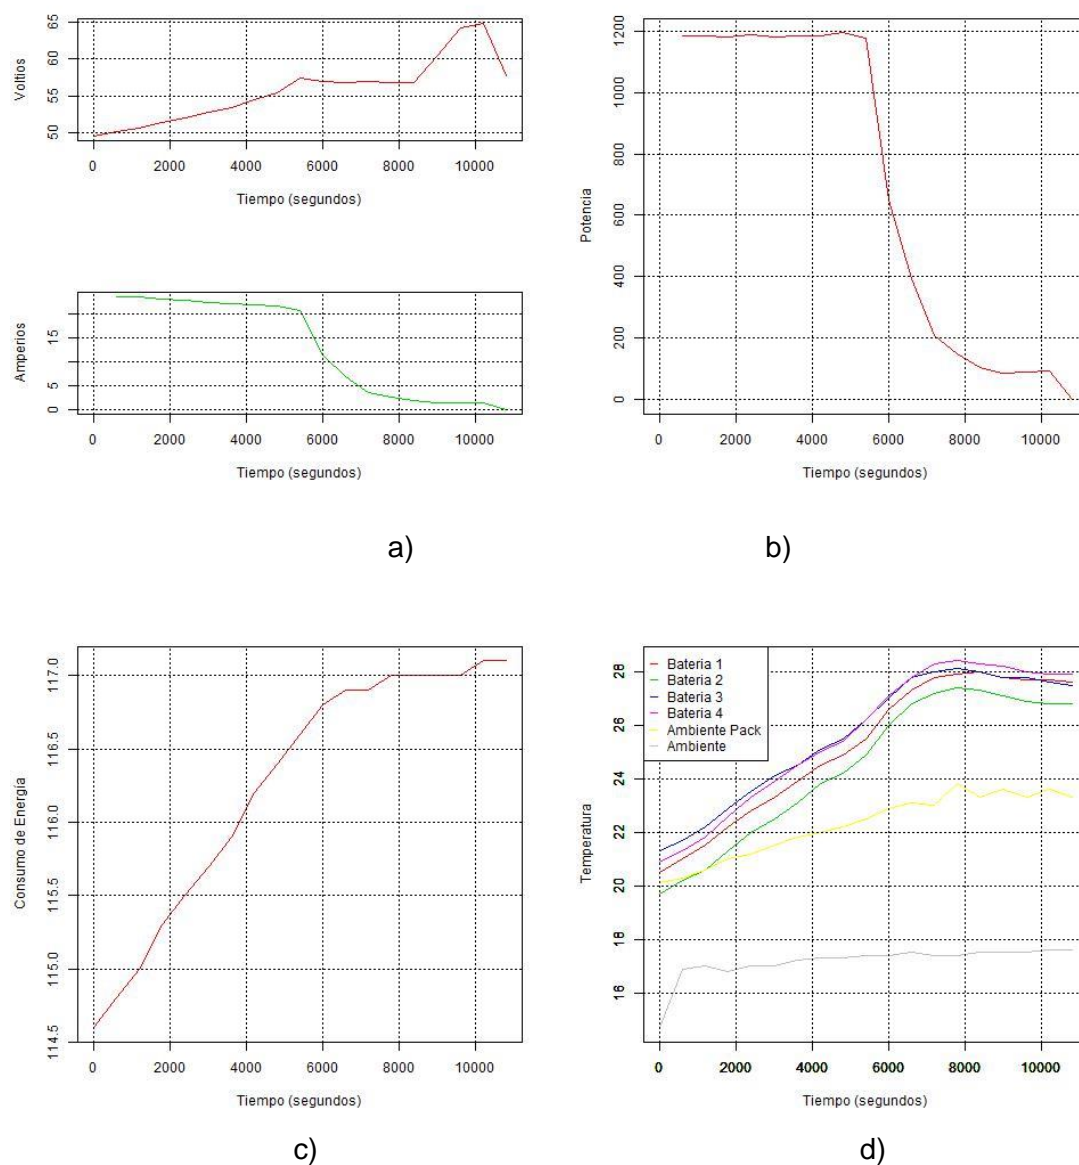 Voltios
50 55 60 65
0 2000 4000 6000 8000 10000
Tiempo (segundos)
Amperios
0 5 15
0 2000 4000 6000 8000 10000
Tiempo (segundos)
a)
Potencia
0 200 400 600 800 1000 1200
0 2000 4000 6000 8000 10000
Tiempo (segundos)
b)
Consumo de Energía
114.5 115.0 115.5 116.0 116.5 117.0
0 2000 4000 6000 8000 10000
Tiempo (segundos)
c)
Bateria 1
Bateria 2
Bateria 3
Bateria 4
Ambiente Pack
Ambiente
Temperatura
16 18 20 22 24 26 28
0 2000 4000 6000 8000 10000
Tiempo (segundos)
d)